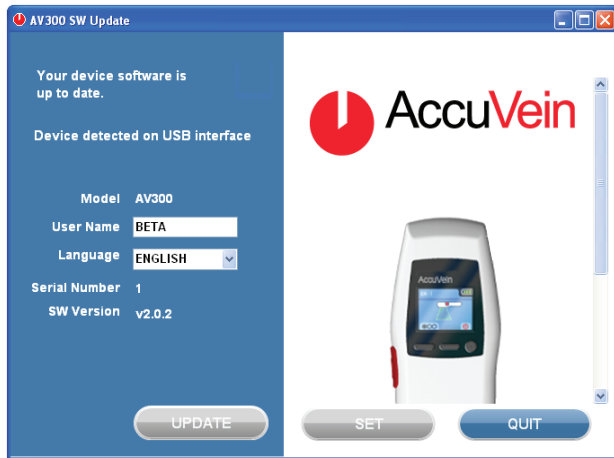 AV300 SW Update
Your device software is
up to date.
Device detected on USB interface
Model AV300
User Name BETA
Language ENGLISH
Serial Number 1
SW Version v2.0.2
UPDATE
AccuVein
AccuVein
SET
QUIT